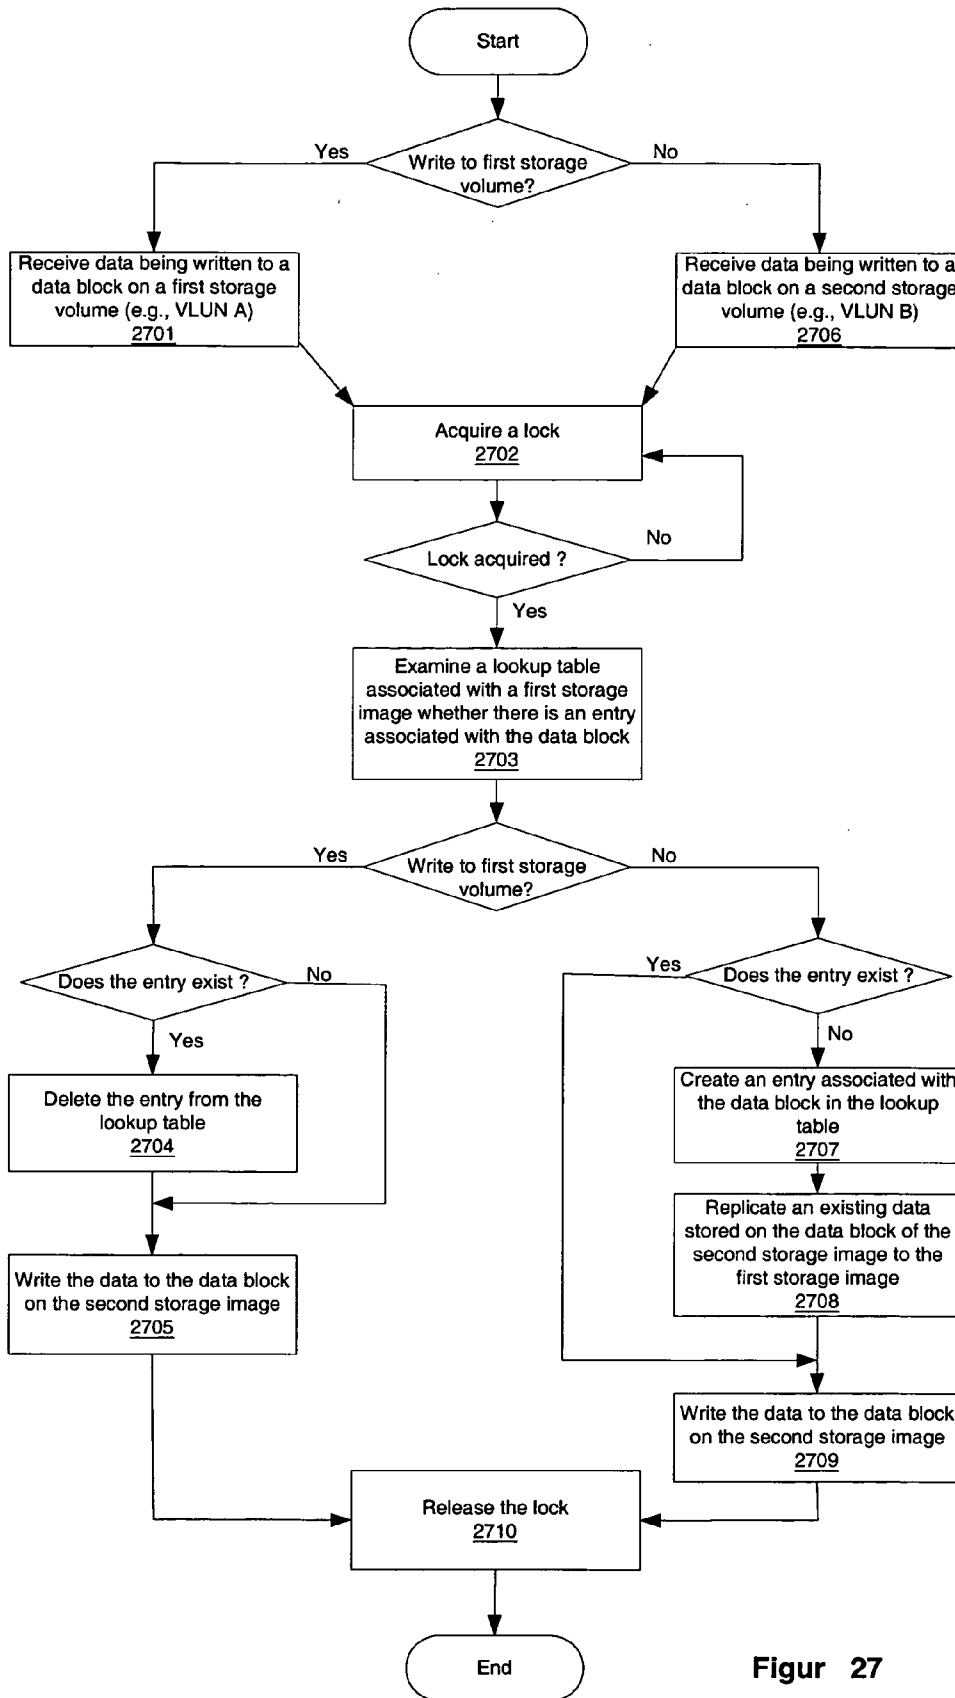 Start
Write to first storage
volume?
Yes
No
Receive data being written to a
data block on a first storage
volume (e.g., VLUN A)
2701
Receive data being written to a
data block on a second storage
volume (e.g., VLUN B)
2706
Acquire a lock
2702
Lock acquired ?
No
Yes
Examine a lookup table
associated with a first storage
image whether there is an entry
associated with the data block
2703
Write to first storage
volume?
Yes
No
Does the entry exist ?
No
Yes
Does the entry exist ?
Yes
No
Delete the entry from the
lookup table
2704
Create an entry associated with
the data block in the lookup
table
2707
Replicate an existing data
stored on the data block of the
second storage image to the
first storage image
2708
Write the data to the data block
on the second storage image
2705
Write the data to the data block
on the second storage image
2709
Release the lock
2710
End
Figur 27